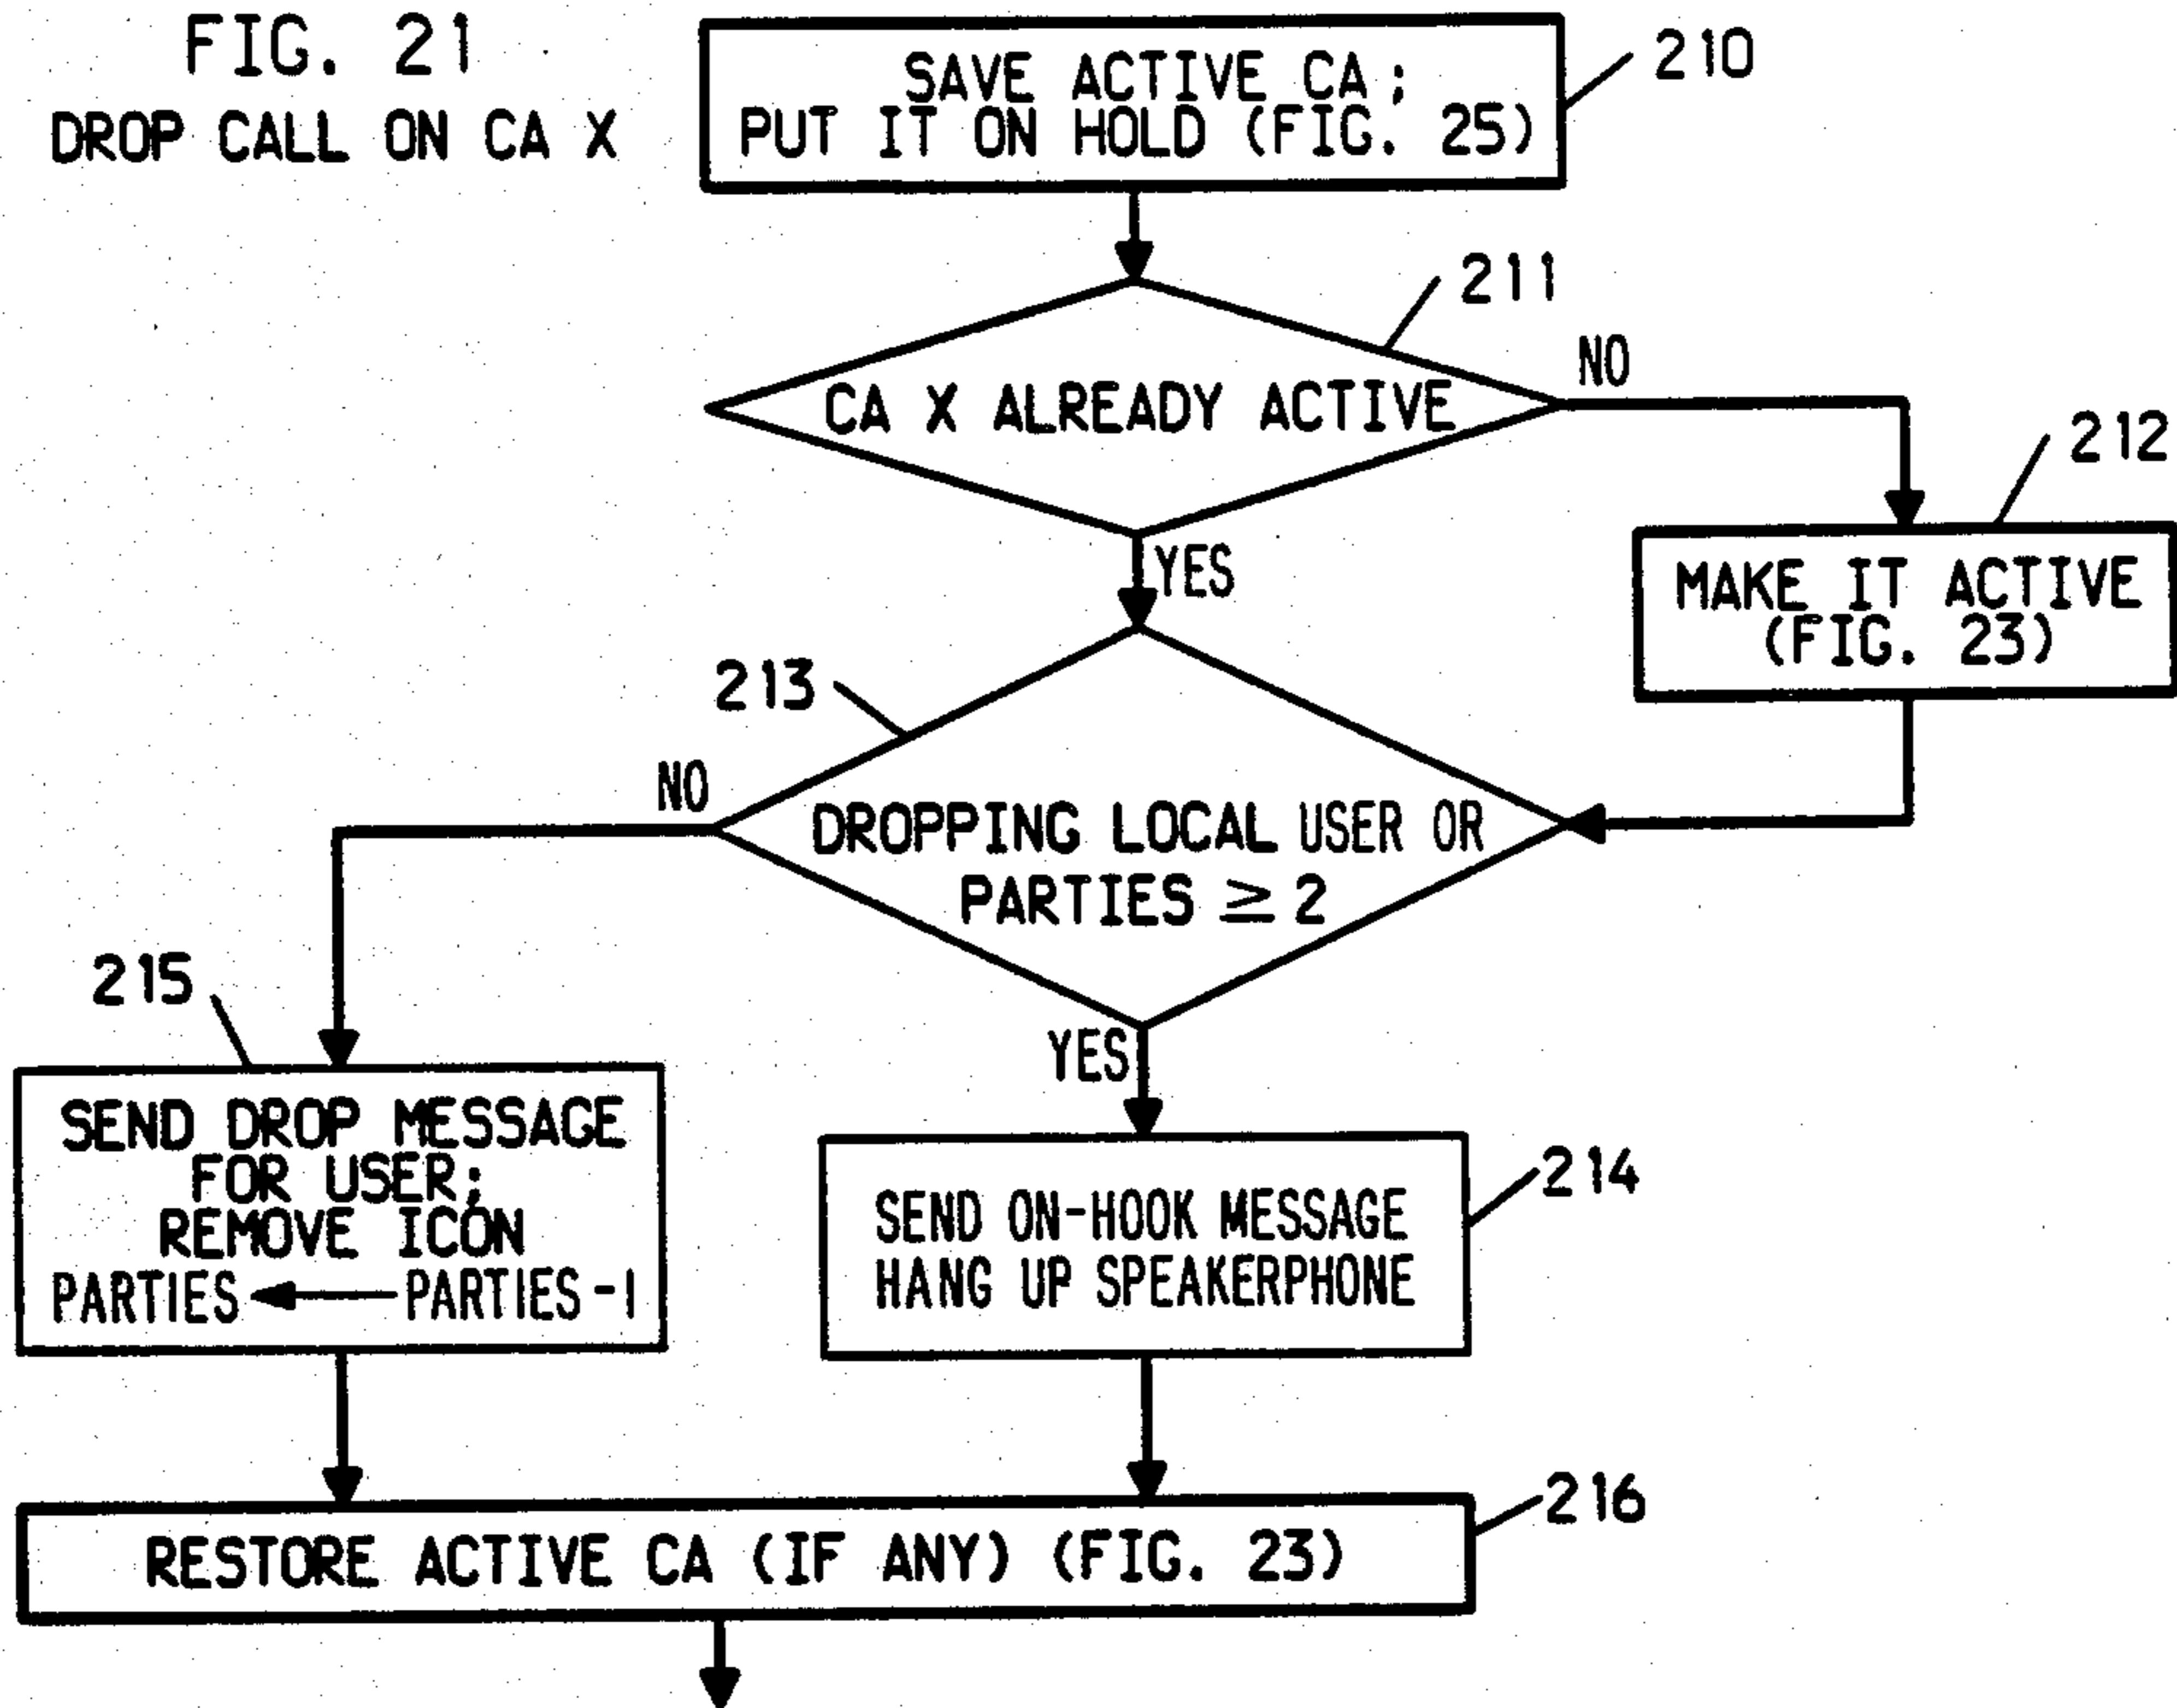 FIG. 21
DROP CALL ON CA X
SAVE ACTIVE CA ;
PUT IT ON HOLD (FIG. 25)
210
211
CA X ALREADY ACTIVE
NO
212
YES
MAKE IT ACTIVE
(FIG. 23)
213
NO
DROPPING LOCAL USER OR
PARTIES ≥ 2
215
YES
SEND DROP MESSAGE
FOR USER;
REMOVE ICON
PARTIES ← PARTIES-1
214
SEND ON-HOOK MESSAGE
HANG UP SPEAKERPHONE
216
RESTORE ACTIVE CA (IF ANY) (FIG. 23)